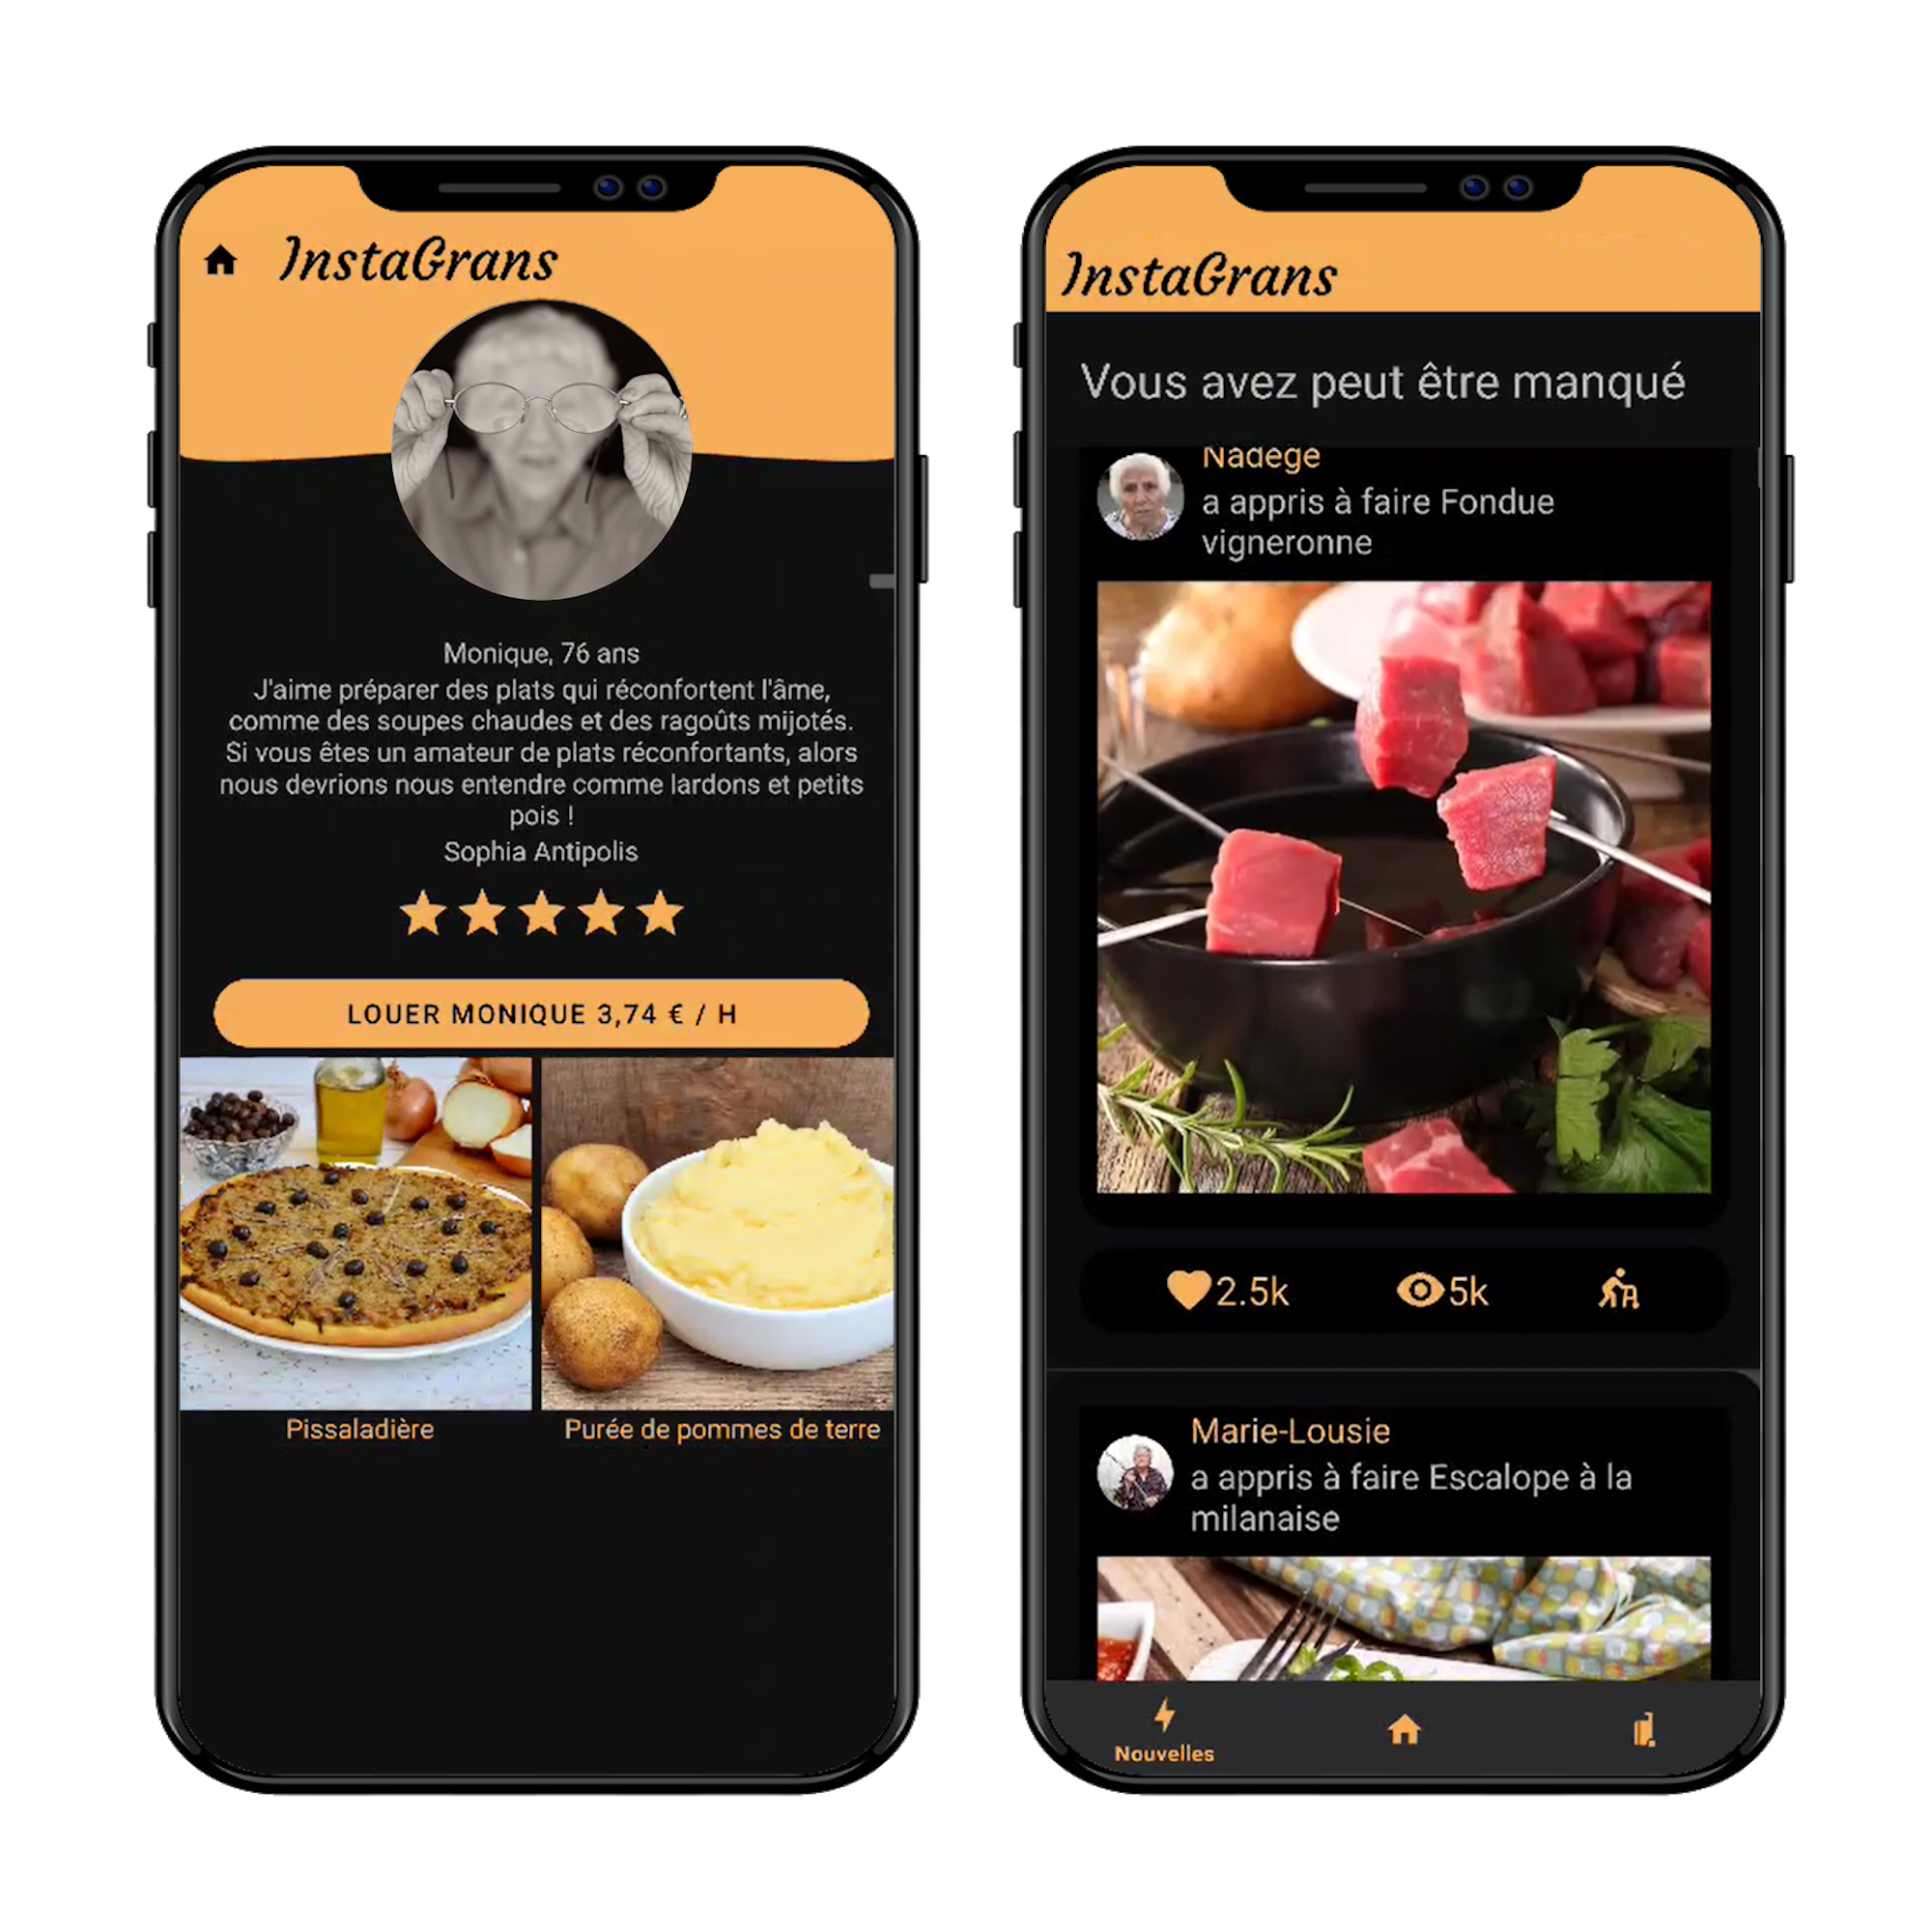 InstaGrans
Monique, 76 ans
J'aime préparer des plats qui réconfortent l'âme,
comme des soupes chaudes et des ragoûts mijotés.
Si vous êtes un amateur de plats réconfortants, alors
nous devrions nous entendre comme lardons et petits
pois !
Sophia Antipolis
LOUER MONIQUE 3,74 € / H
Pissaladière
Purée de pommes de terre
InstaGrans
Vous avez peut être manqué
Nadege
a appris à faire Fondue
vigneronne
2.5k
5k
Marie-Lousie
a appris à faire Escalope à la
milanaise
Nouvelles